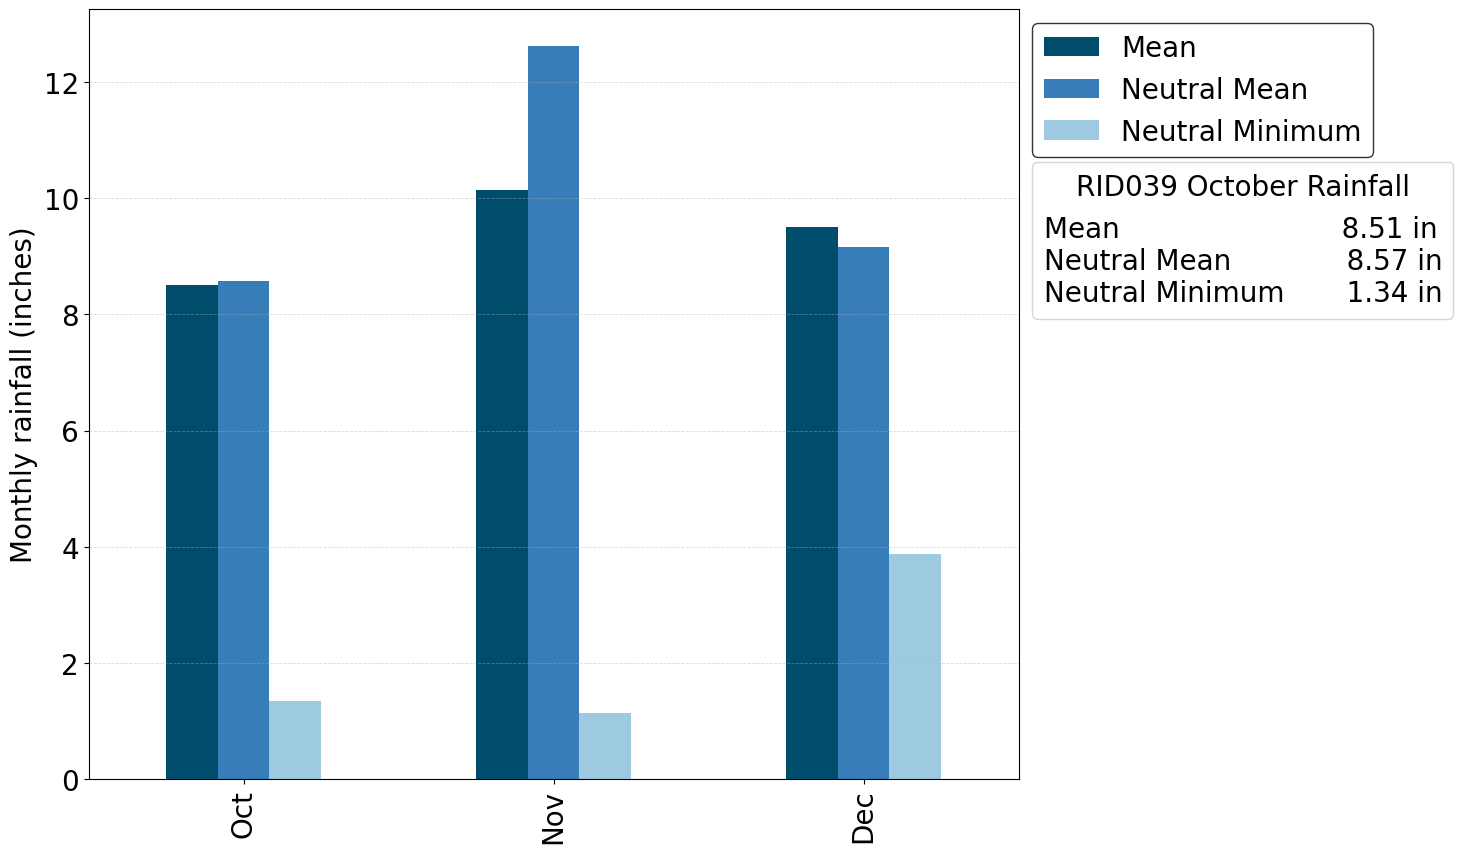 Monthly rainfall (inches)
12
10
8
6
4
2
0
Oct
Nov
Dec
Mean
Neutral Mean
Neutral Minimum
RID039 October Rainfall
Mean 8.51 in
Neutral Mean 8.57 in
Neutral Minimum 1.34 in